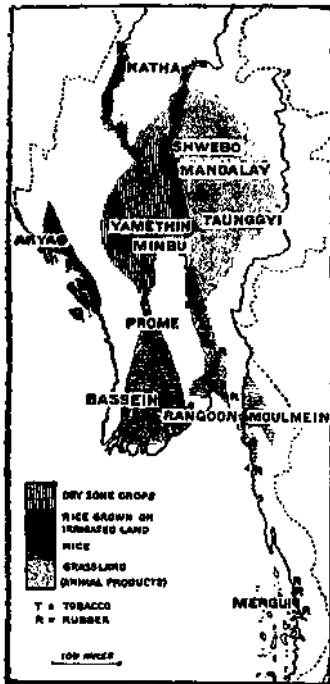 KATHA
SHWEBO
MANDALAY
TAUNGGYI
AKYAB
YAMETHIN
MINBU
PROME
BASSEIN
RANGOON
MOULMEIN
R
R
DRY ZONE CROPS
RICE GROWN ON
IRRIGATED LAND
RICE
GRASSLAND
(ANIMAL PRODUCTS)
T = TOBACCO
R = RUBBER
MERGUI
R
R
100 MILES